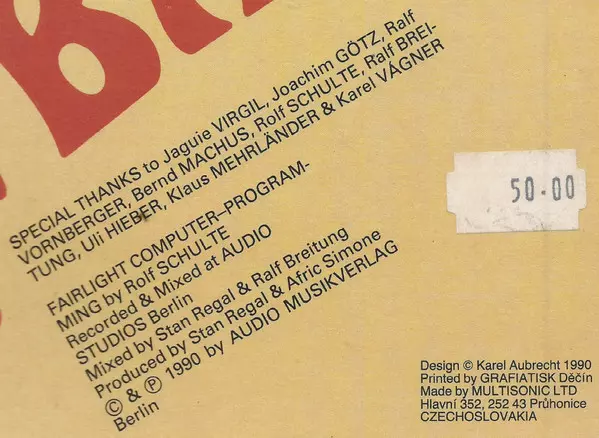 SPECIAL THANKS to Jaguie VIRGIL, Joachim GÖTZ, Ralf
VORNBERGER, Bernd MACHUS, Rolf SCHULTE, Ralf BREI-
TUNG, Uli HIEBER, Klaus MEHRLÄNDER & Karel VÁGNER
FAIRLIGHT COMPUTER–PROGRAM-
MING by Rolf SCHULTE
Recorded & Mixed at AUDIO
STUDIOS Berlin
Mixed by Stan Regal & Ralf Breitung
Produced by Stan Regal & Afric Simone
© & ℗ 1990 by AUDIO MUSIKVERLAG
Berlin
50.00
Design © Karel Aubrecht 1990
Printed by GRAFIATISK Děčín
Made by MULTISONIC LTD
Hlavní 352, 252 43 Průhonice
CZECHOSLOVAKIA